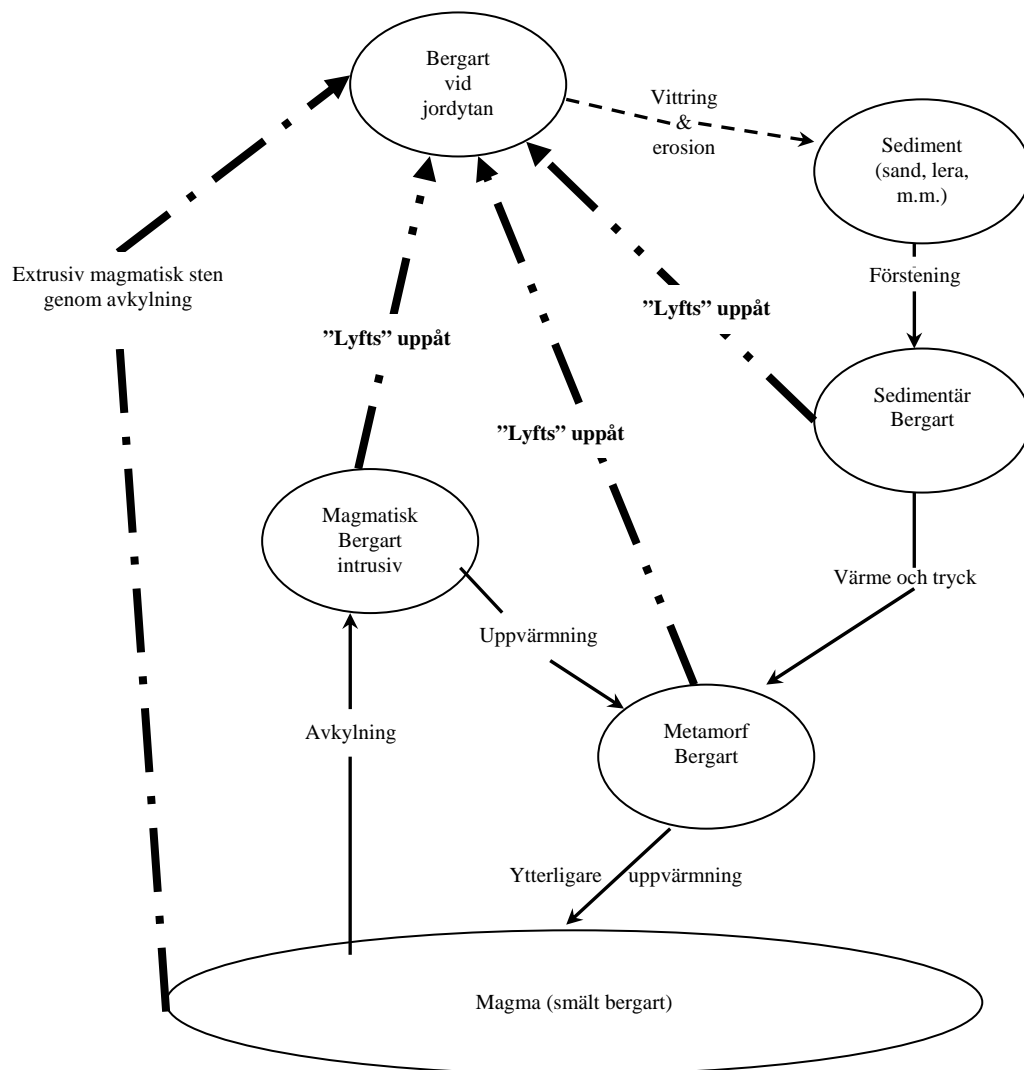 Bergart
vid
jordytan
Vittring
&
erosion
Sediment
(sand, lera,
m.m.)
Extrusiv magmatisk sten
genom avkylning
Förstening
”Lyfts” uppåt
”Lyfts” uppåt
Sedimentär
Bergart
”Lyfts” uppåt
Magmatisk
Bergart
intrusiv
Värme och tryck
Uppvärmning
Avkylning
Metamorf
Bergart
Ytterligare uppvärmning
Magma (smält bergart)